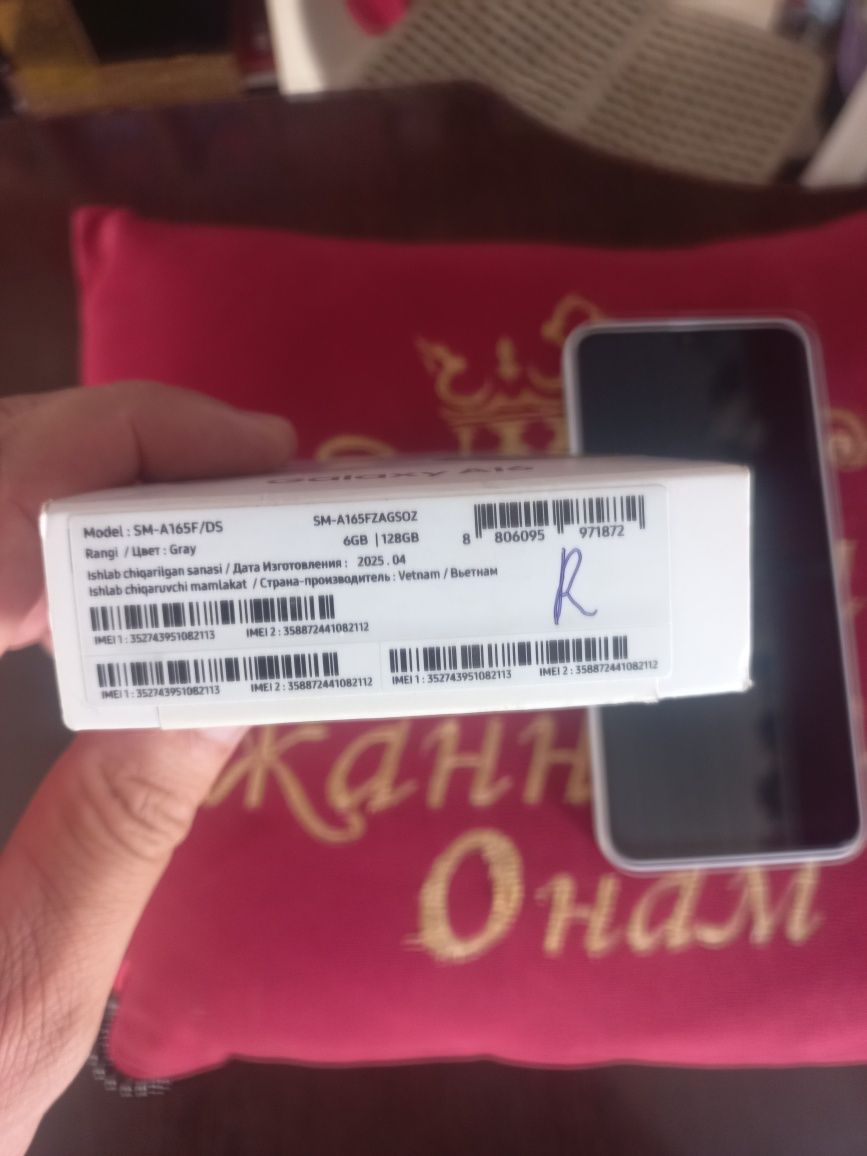 Galaxy A16
Model : SM-A165F/DS
SM-A165FZAGSOZ
Rangi / Цвет : Gray
6GB | 128GB
8 806095 971872
Ishlab chiqarilgan sanasi / Дата Изготовления : 2025.04
Ishlab chiqaruvchi mamlakat / Страна-производитель : Vetnam / Вьетнам
R
IMEI 1 : 352743951082113 IMEI 2 : 358872441082112
IMEI 1 : 352743951082113 IMEI 2 : 358872441082112
IMEI 1 : 352743951082113 IMEI 2 : 358872441082112
Онам